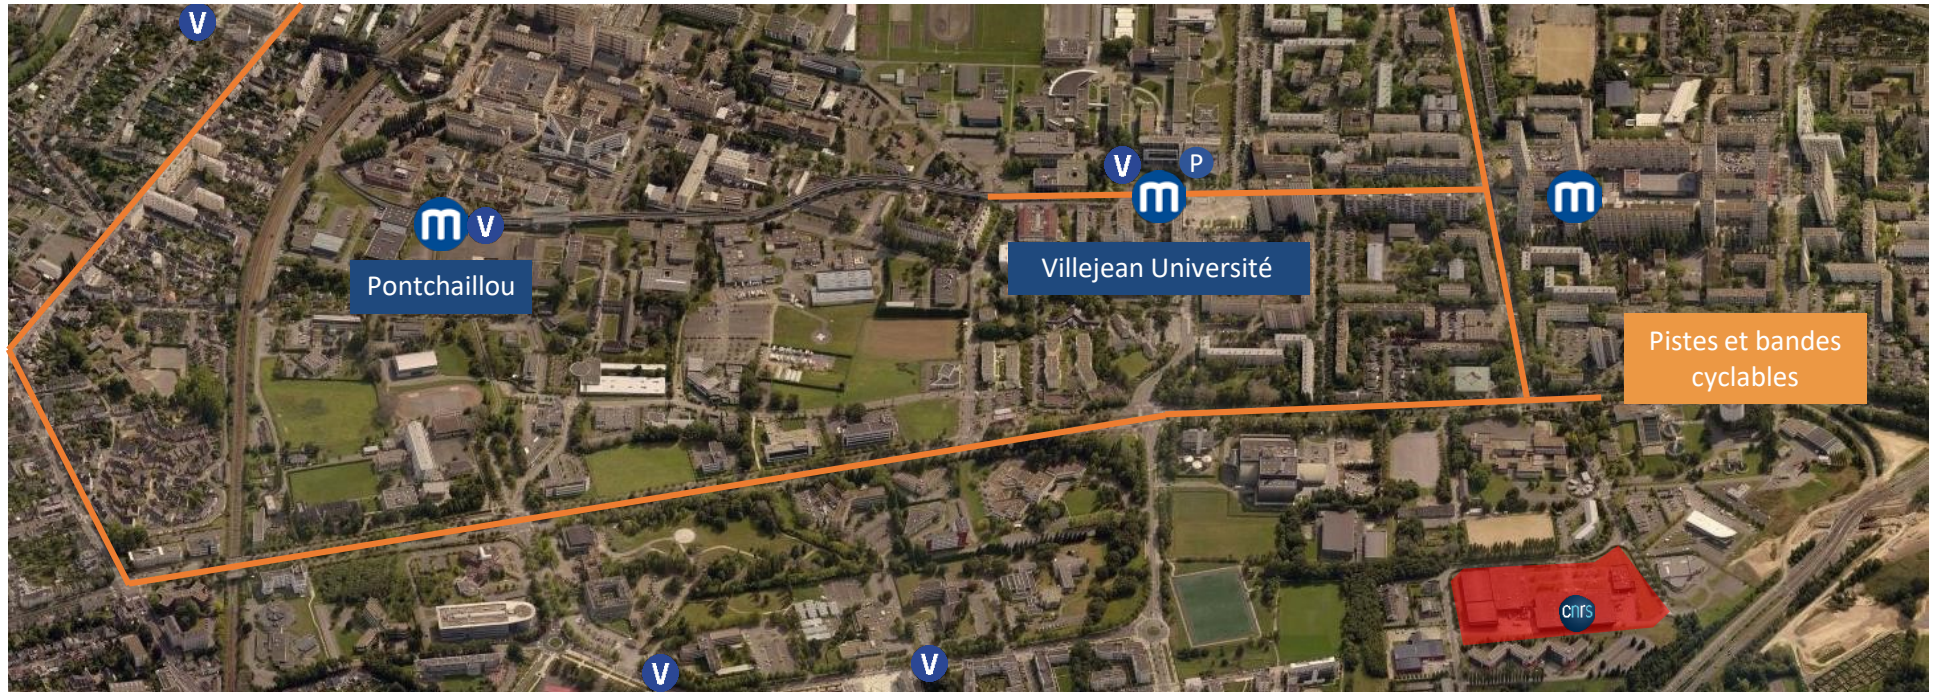 V
V
P
m
m
m
V
Villejean Université
Pontchaillou
Pistes et bandes
cyclables
cnrs
V
V